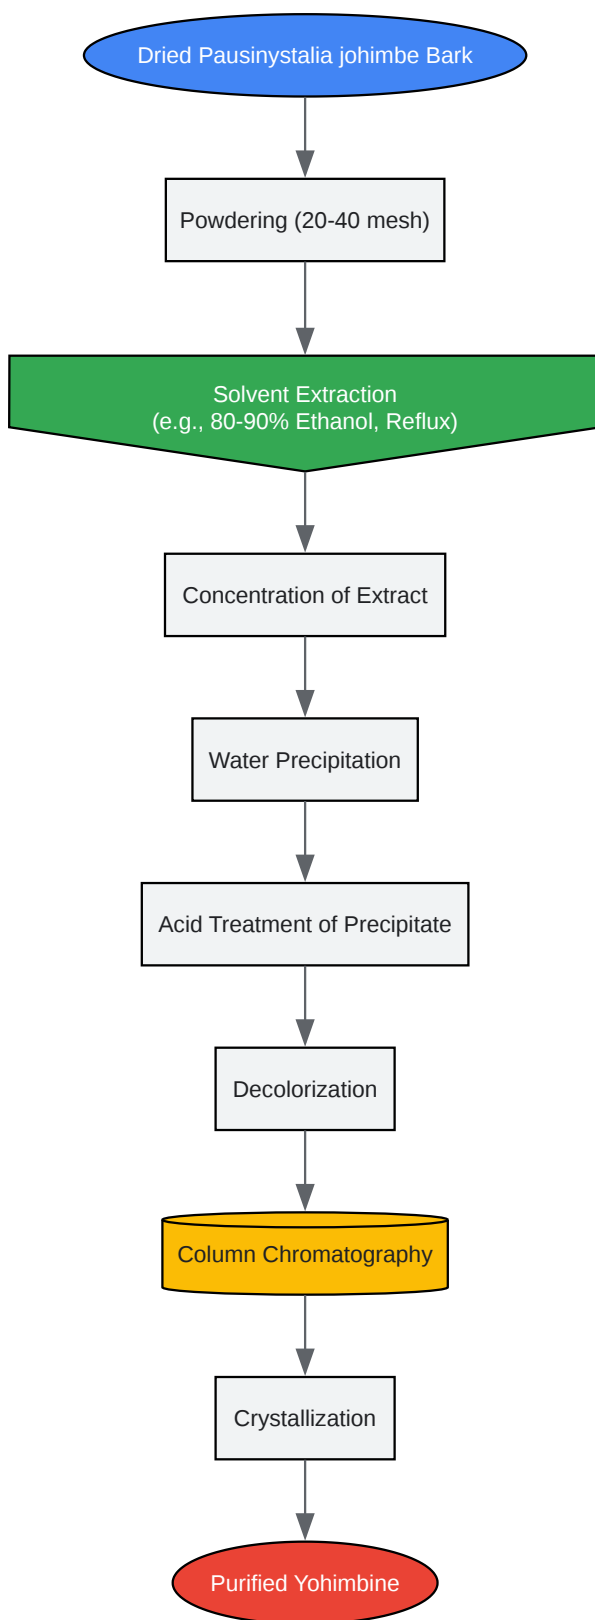 Dried Pausinystalia johimbe Bark
Powdering (20-40 mesh)
Solvent Extraction
(e.g., 80-90% Ethanol, Reflux)
Concentration of Extract
Water Precipitation
Acid Treatment of Precipitate
Decolorization
Column Chromatography
Crystallization
Purified Yohimbine